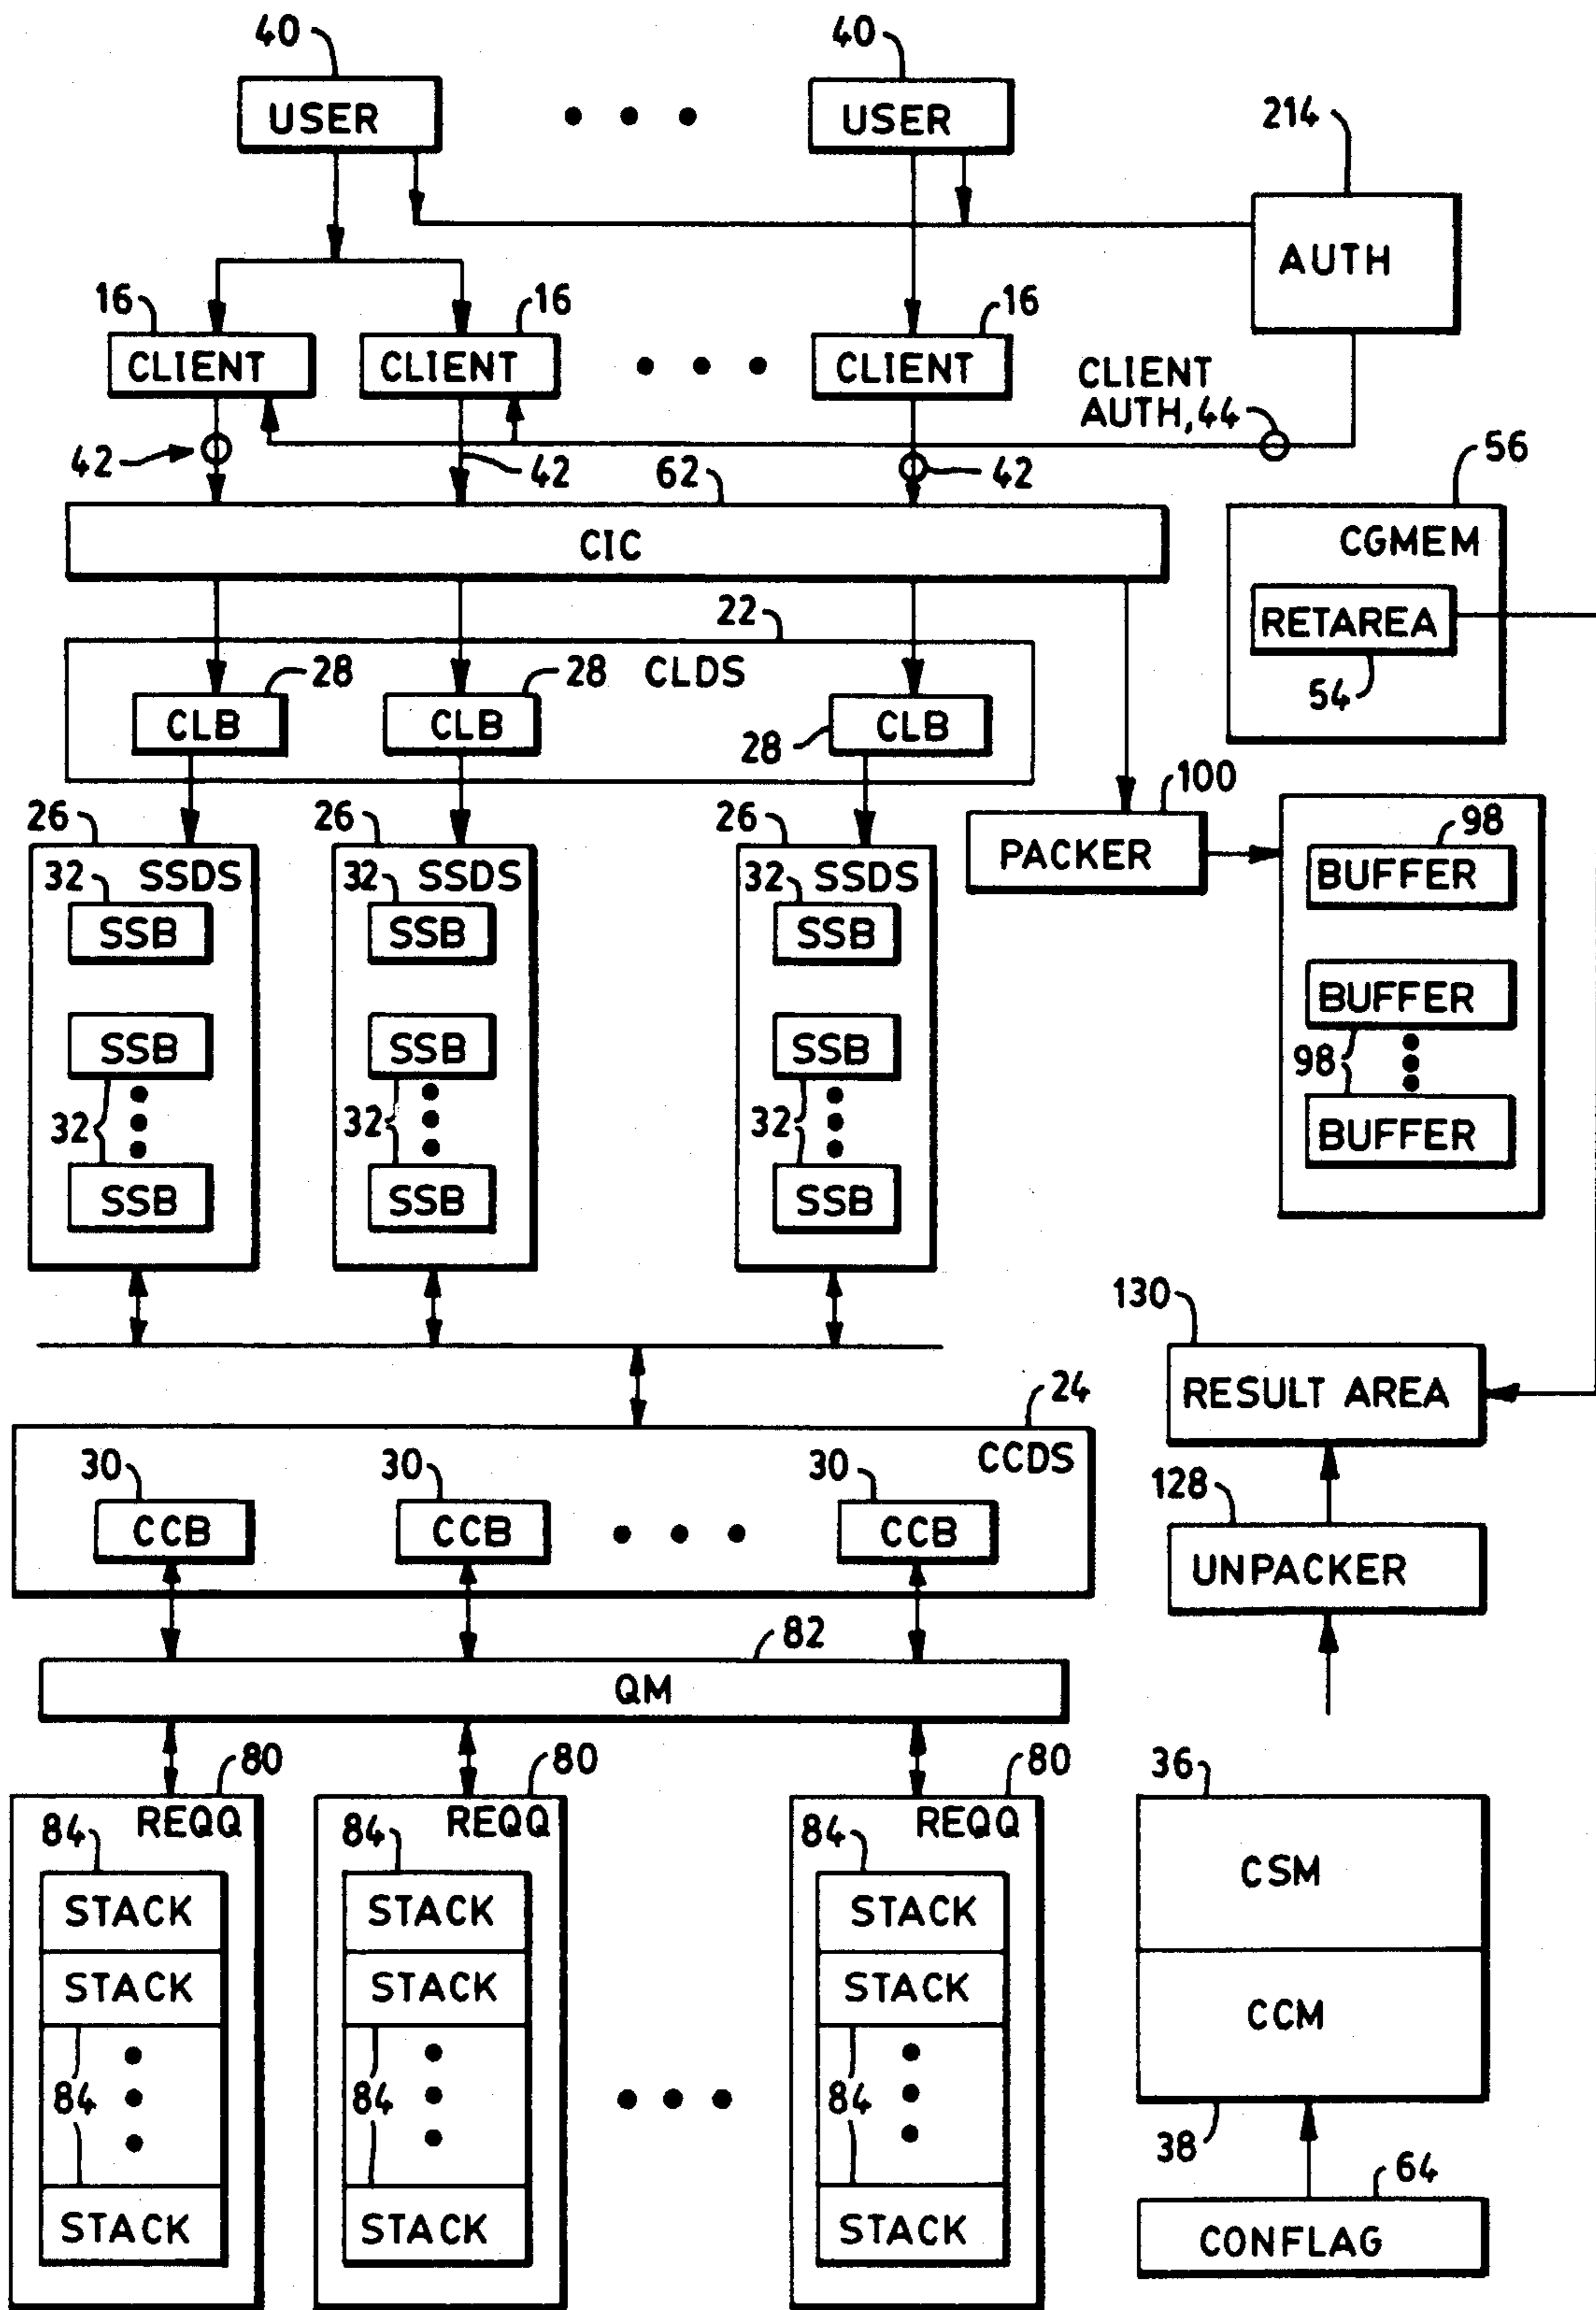 40
40
USER
USER
214
AUTH
16
16
16
CLIENT
CLIENT
CLIENT
CLIENT
AUTH, 44
42
42
42
62
CIC
56
CGMEM
RETAREA
54
22
CLDS
28
28
28
CLB
CLB
CLB
100
PACKER
98
BUFFER
BUFFER
98
BUFFER
26
26
26
32 SSDS
32 SSDS
32 SSDS
SSB
SSB
SSB
SSB
SSB
SSB
32
32
32
SSB
SSB
SSB
130
RESULT AREA
24
CCDS
30
30
30
CCB
CCB
CCB
128
UNPACKER
82
QM
80
80
80
REQQ
REQQ
REQQ
84
84
84
STACK
STACK
STACK
STACK
STACK
STACK
84
84
84
STACK
STACK
STACK
36
CSM
CCM
38
64
CONFLAG